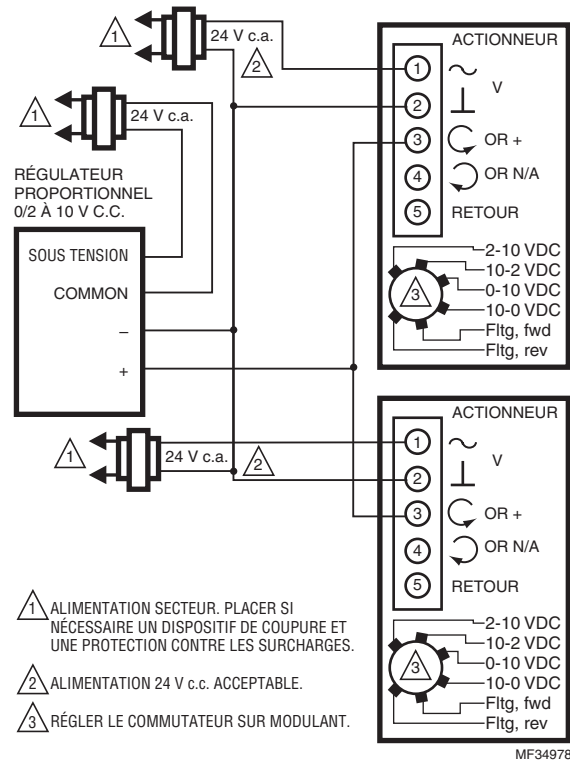 1
24 V c.a.
2
1
24 V c.a.
RÉGULATEUR
PROPORTIONNEL
0/2 À 10 V C.C.
SOUS TENSION
COMMON
–
+
ACTIONNEUR
1
V
2
3 OR +
4 OR N/A
5 RETOUR
3
2-10 VDC
10-2 VDC
0-10 VDC
10-0 VDC
Fltg, fwd
Fltg, rev
1
24 V c.a.
2
ACTIONNEUR
1
V
2
3 OR +
4 OR N/A
5 RETOUR
3
2-10 VDC
10-2 VDC
0-10 VDC
10-0 VDC
Fltg, fwd
Fltg, rev
1 ALIMENTATION SECTEUR. PLACER SI
NÉCESSAIRE UN DISPOSITIF DE COUPURE ET
UNE PROTECTION CONTRE LES SURCHARGES.
2 ALIMENTATION 24 V c.c. ACCEPTABLE.
3 RÉGLER LE COMMUTATEUR SUR MODULANT.
MF34978